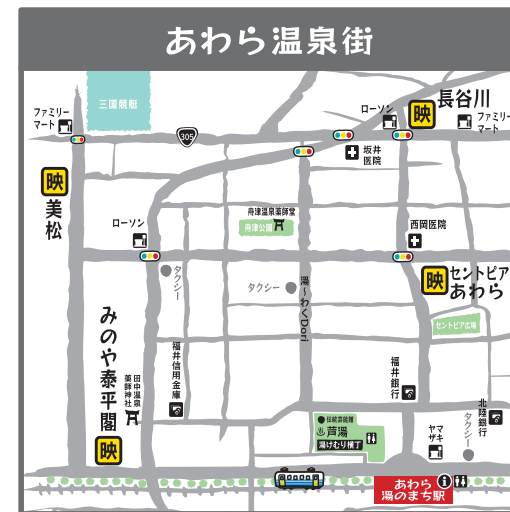 あわら温泉街
三国競艇
ファミリー
マート
305
ローソン
映
長谷川
ファミリー
マート
坂井
医院
映
美松
舟津温泉薬師堂
舟津公園
ローソン
西岡医院
タクシー
タクシー
湯～わくDori
映
セントピア
あわら
セントピア広場
みのや泰平閣
映
田中温泉
薬師神社
福井信用金庫
福井銀行
伝統芸能館
芦湯
湯けむり横丁
ヤマ
ザキ
タクシー
北陸銀行
あわら
湯のまち駅